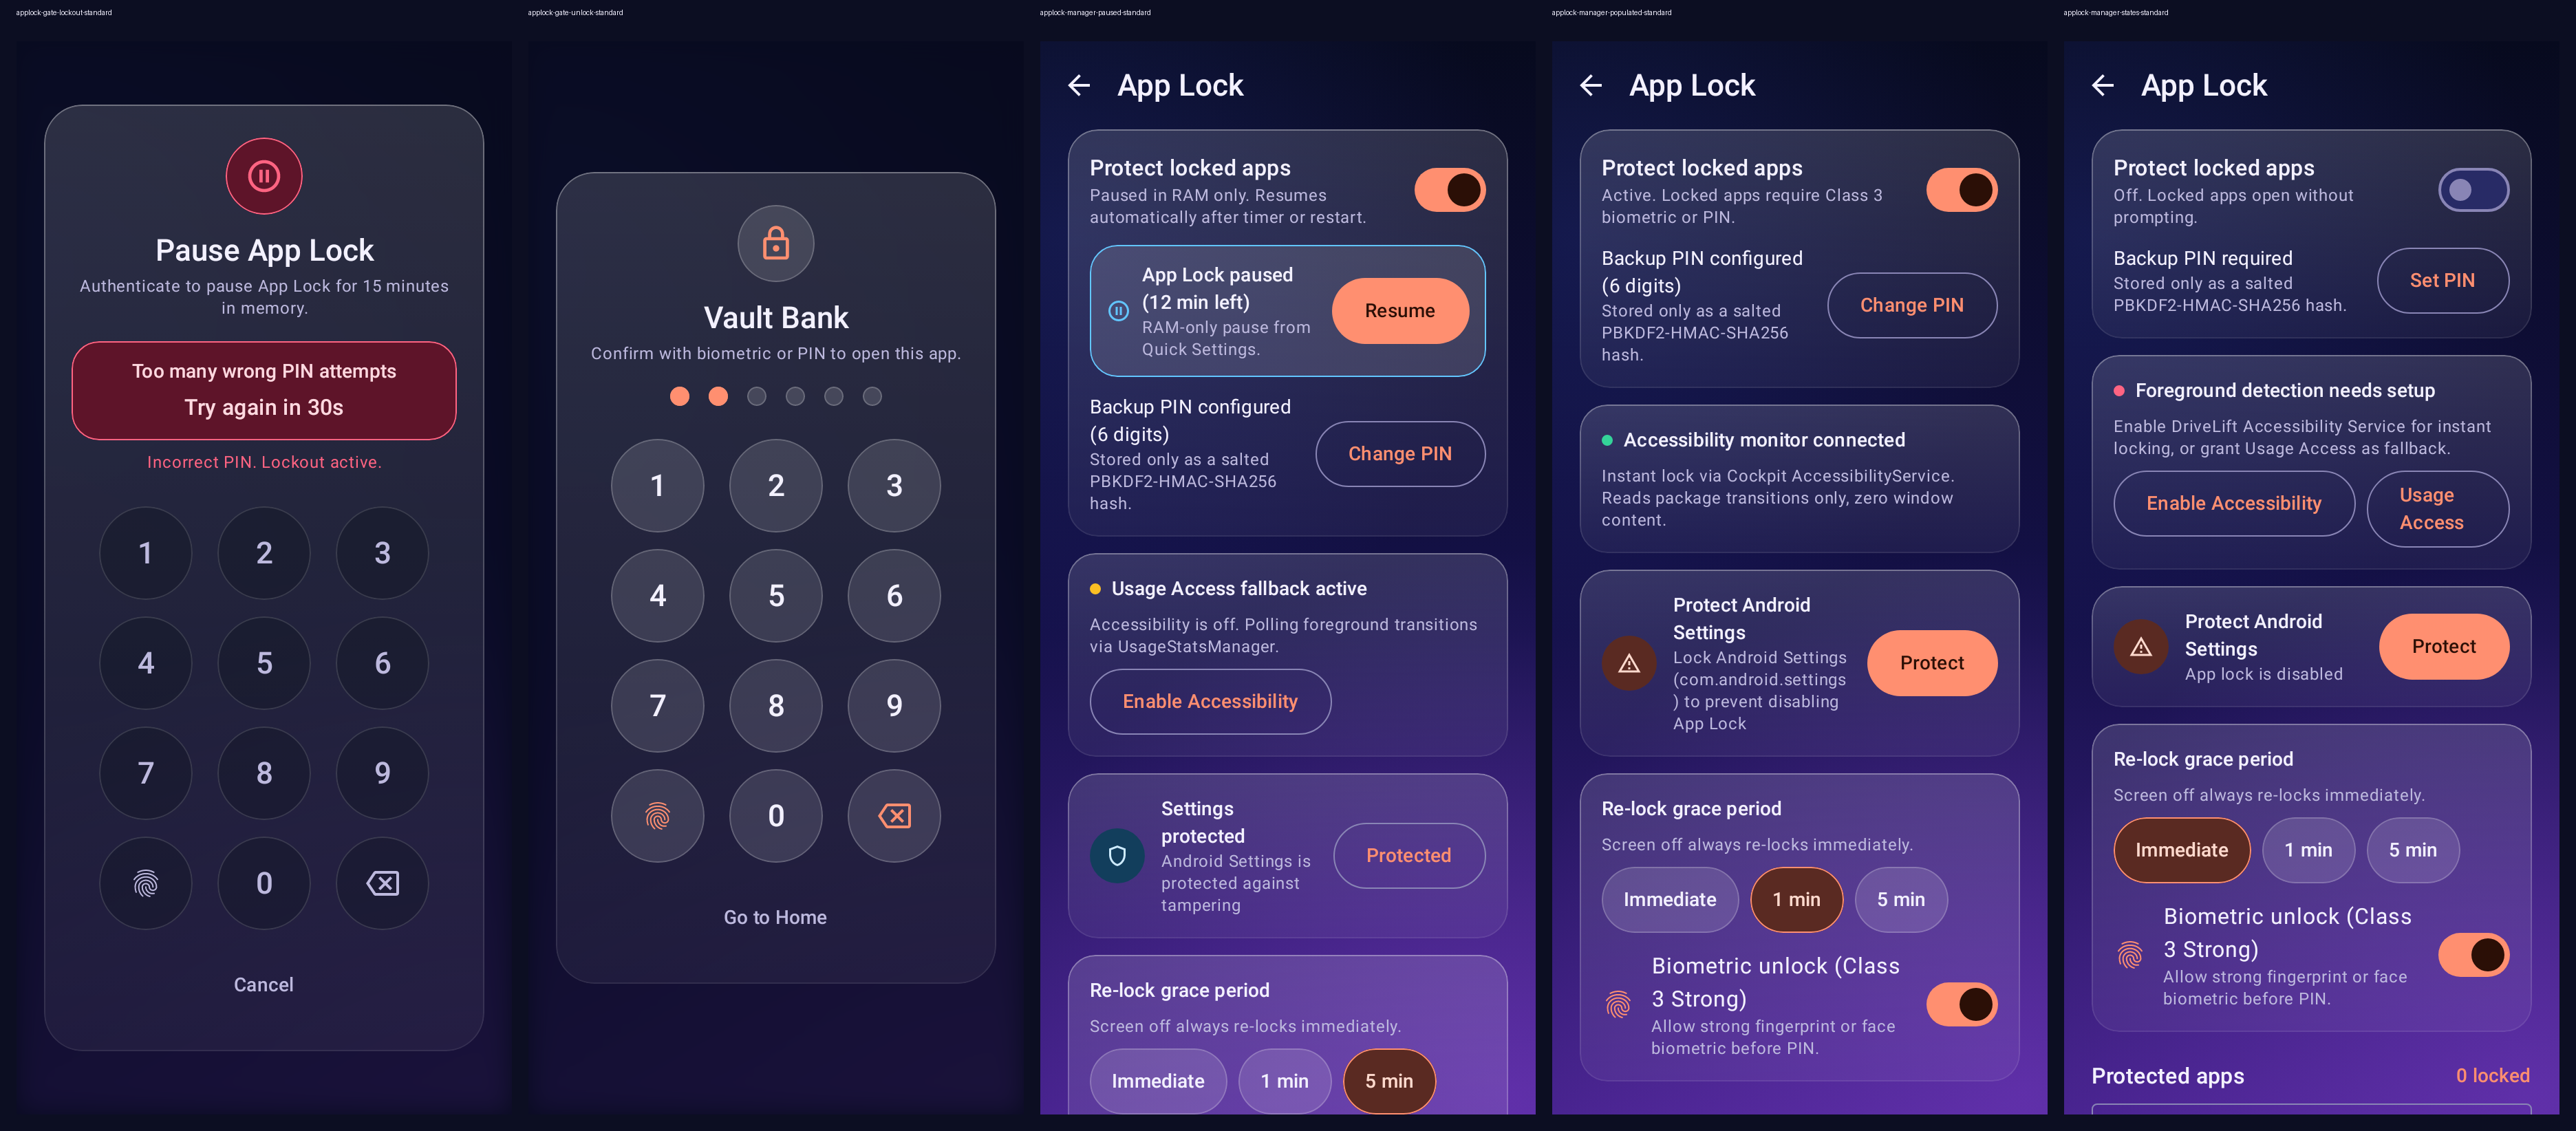 applock-gate-lockout-standard
Pause App Lock
Authenticate to pause App Lock for 15 minutes
in memory.
Too many wrong PIN attempts
Try again in 30s
Incorrect PIN. Lockout active.
1 2 3
4 5 6
7 8 9
0
Cancel
applock-gate-unlock-standard
Vault Bank
Confirm with biometric or PIN to open this app.
1 2 3
4 5 6
7 8 9
0
Go to Home
applock-manager-paused-standard
App Lock
Protect locked apps
Paused in RAM only. Resumes
automatically after timer or restart.
App Lock paused
(12 min left)
RAM-only pause from
Quick Settings.
Resume
Backup PIN configured
(6 digits)
Stored only as a salted
PBKDF2-HMAC-SHA256
hash.
Change PIN
Usage Access fallback active
Accessibility is off. Polling foreground transitions
via UsageStatsManager.
Enable Accessibility
Settings
protected
Android Settings is
protected against
tampering
Protected
Re-lock grace period
Screen off always re-locks immediately.
Immediate 1 min 5 min
applock-manager-populated-standard
App Lock
Protect locked apps
Active. Locked apps require Class 3
biometric or PIN.
Backup PIN configured
(6 digits)
Stored only as a salted
PBKDF2-HMAC-SHA256
hash.
Change PIN
Accessibility monitor connected
Instant lock via Cockpit AccessibilityService.
Reads package transitions only, zero window
content.
Protect Android
Settings
Lock Android Settings
(com.android.settings
) to prevent disabling
App Lock
Protect
Re-lock grace period
Screen off always re-locks immediately.
Immediate 1 min 5 min
Biometric unlock (Class
3 Strong)
Allow strong fingerprint or face
biometric before PIN.
applock-manager-states-standard
App Lock
Protect locked apps
Off. Locked apps open without
prompting.
Backup PIN required
Stored only as a salted
PBKDF2-HMAC-SHA256 hash.
Set PIN
Foreground detection needs setup
Enable DriveLift Accessibility Service for instant
locking, or grant Usage Access as fallback.
Enable Accessibility
Usage
Access
Protect Android
Settings
App lock is disabled
Protect
Re-lock grace period
Screen off always re-locks immediately.
Immediate 1 min 5 min
Biometric unlock (Class
3 Strong)
Allow strong fingerprint or face
biometric before PIN.
Protected apps 0 locked